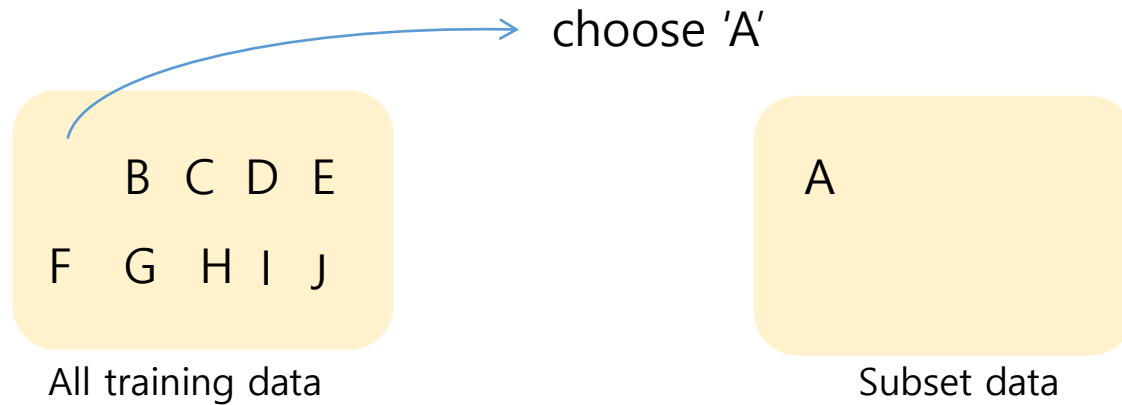 choose ‘A’
B C D E
F G H I J
A
All training data
Subset data